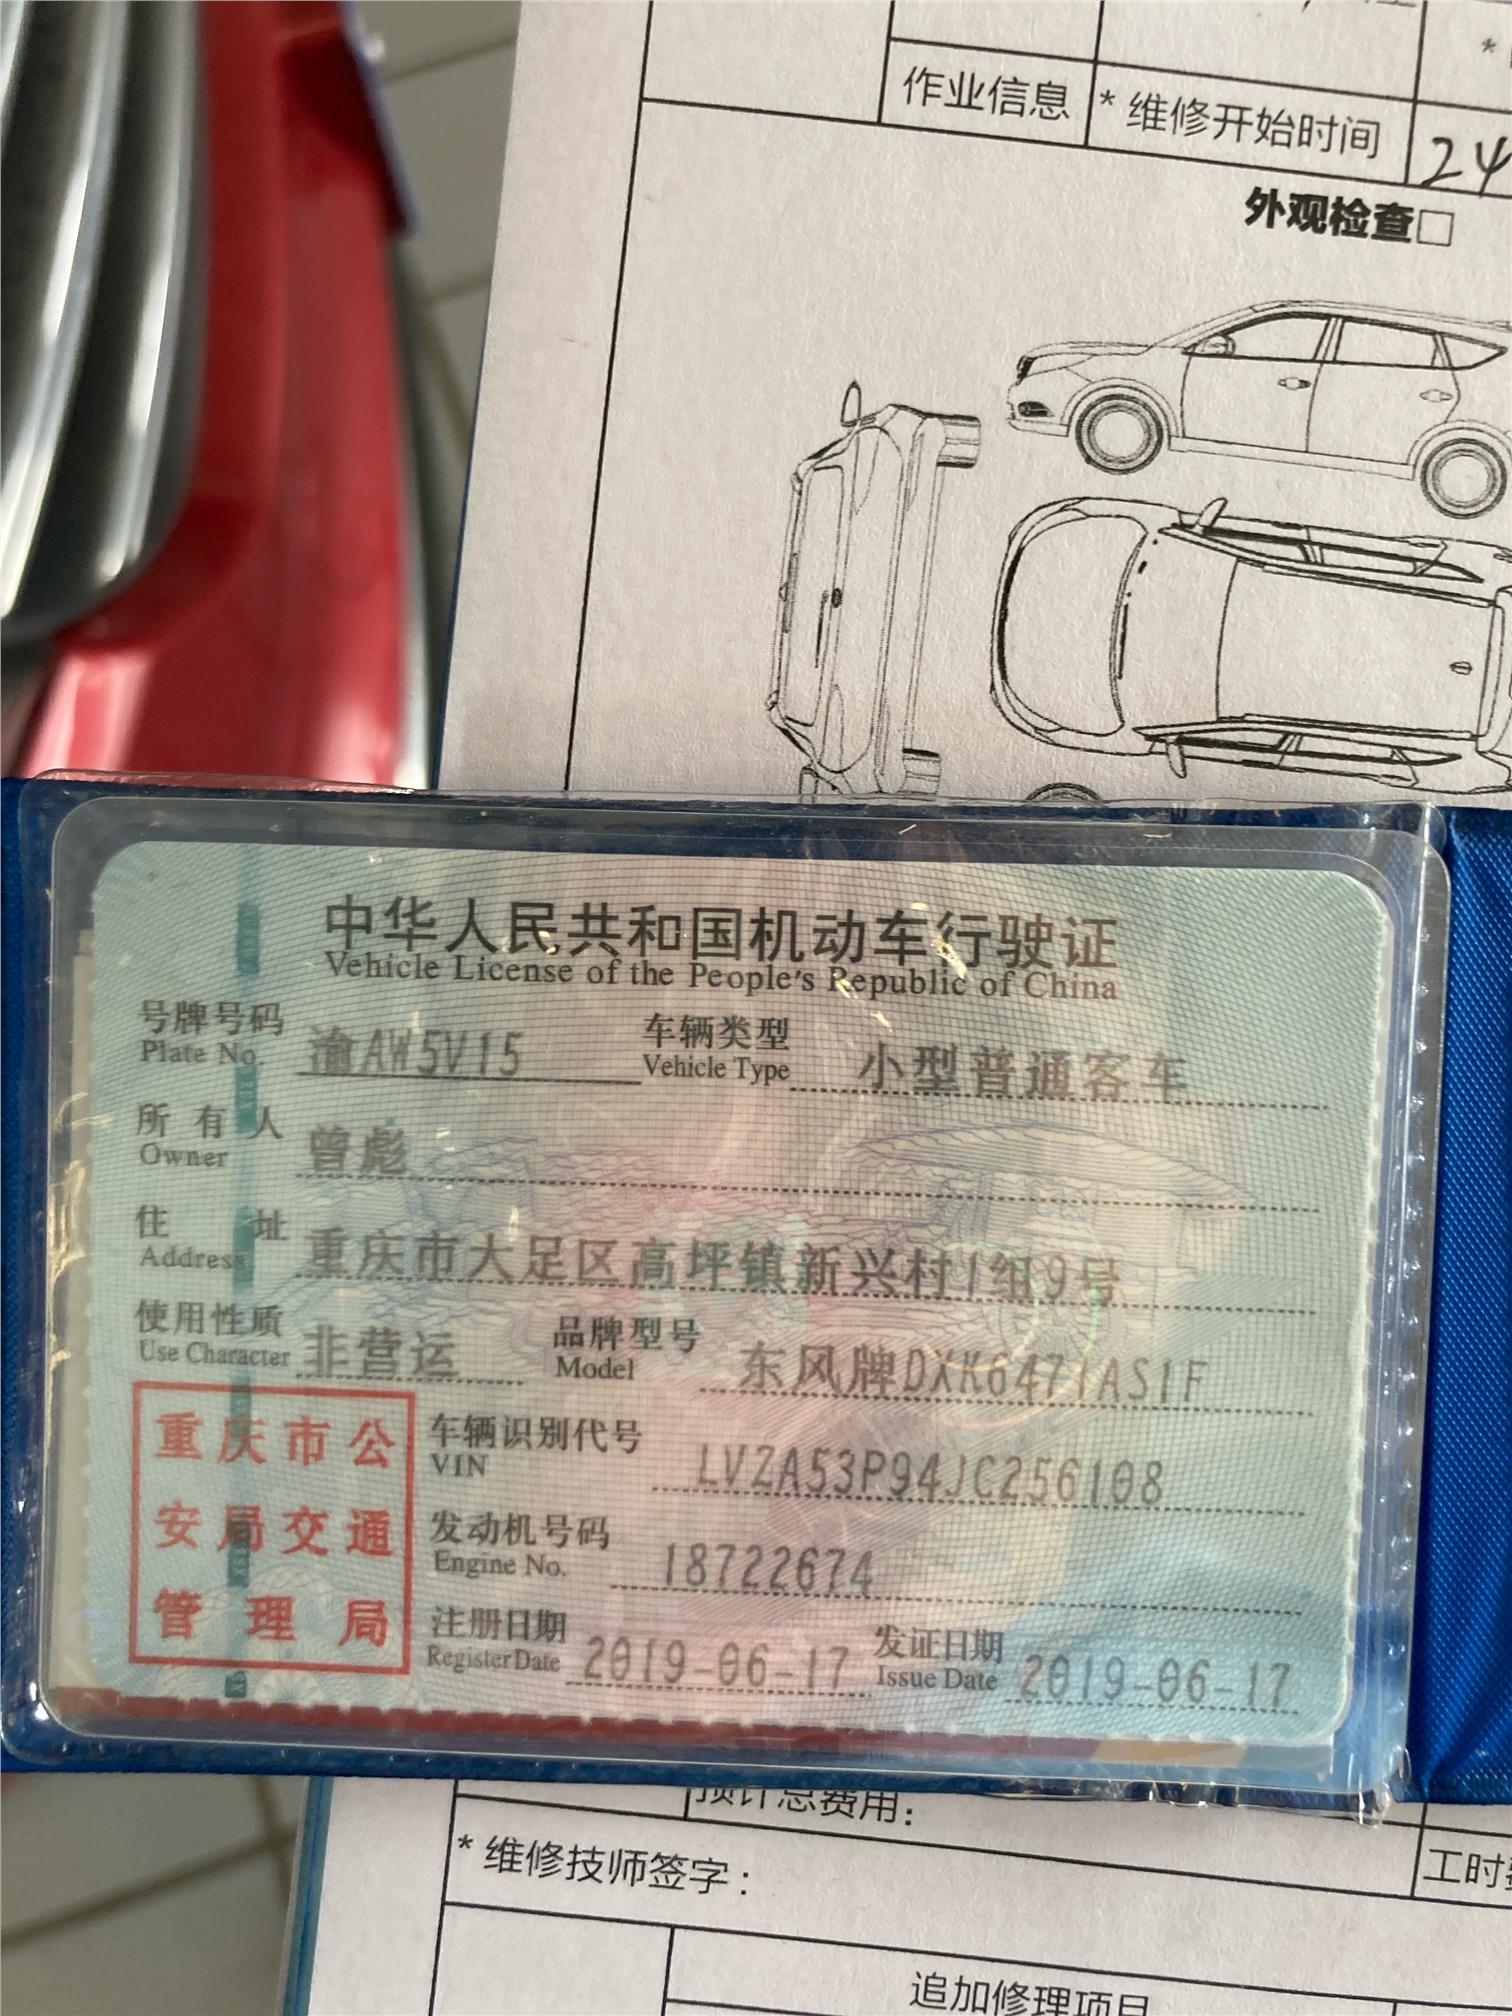 作业信息 * 维修开始时间 24
外观检查□
中华人民共和国机动车行驶证
Vehicle License of the People's Republic of China
号牌号码 渝AW5V15 车辆类型 小型普通客车
Plate No. Vehicle Type
所有人 曾彪
Owner
住址 重庆市大足区高坪镇新兴村1组9号
Address
使用性质 非营运 品牌型号 东风牌DXK6471AS1F
Use Character Model
重庆市公
安局交通
管理局
车辆识别代号 LVZA53P94JC256108
VIN
发动机号码 18722674
Engine No.
注册日期 2019-06-17 发证日期 2019-06-17
Register Date Issue Date
预计总费用:
* 维修技师签字: 工时
追加修理项目